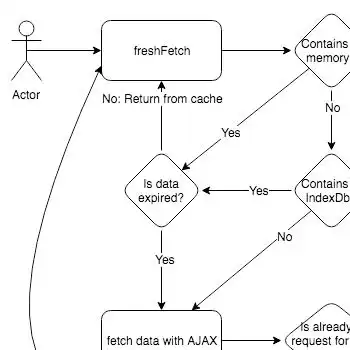 freshFetch
Contains
memory
Actor
No: Return from cache
No
Yes
Is data
expired?
Yes
Contains
IndexDb
No
Yes
fetch data with AJAX
Is already
request for